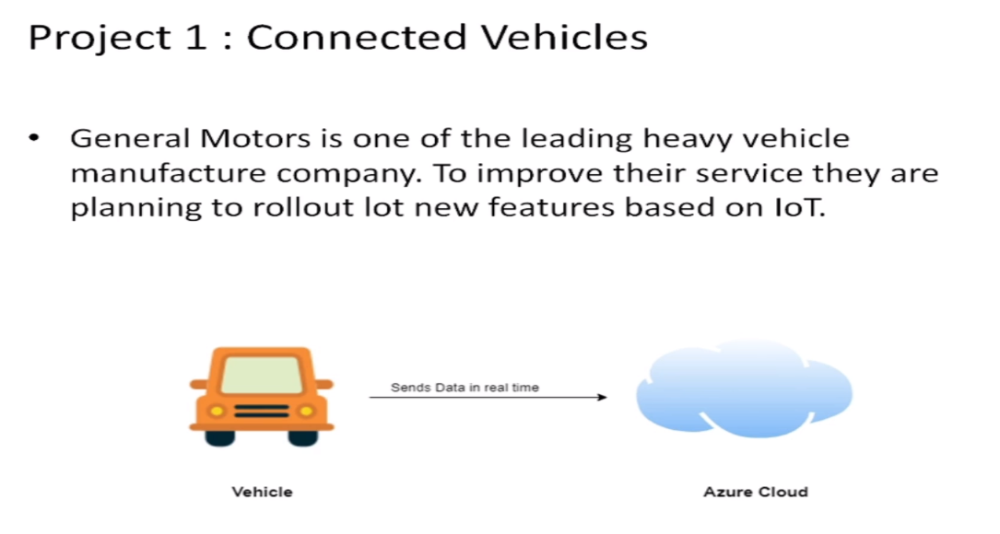 Project 1 : Connected Vehicles
• General Motors is one of the leading heavy vehicle
manufacture company. To improve their service they are
planning to rollout lot new features based on IoT.
Sends Data in real time
Vehicle
Azure Cloud